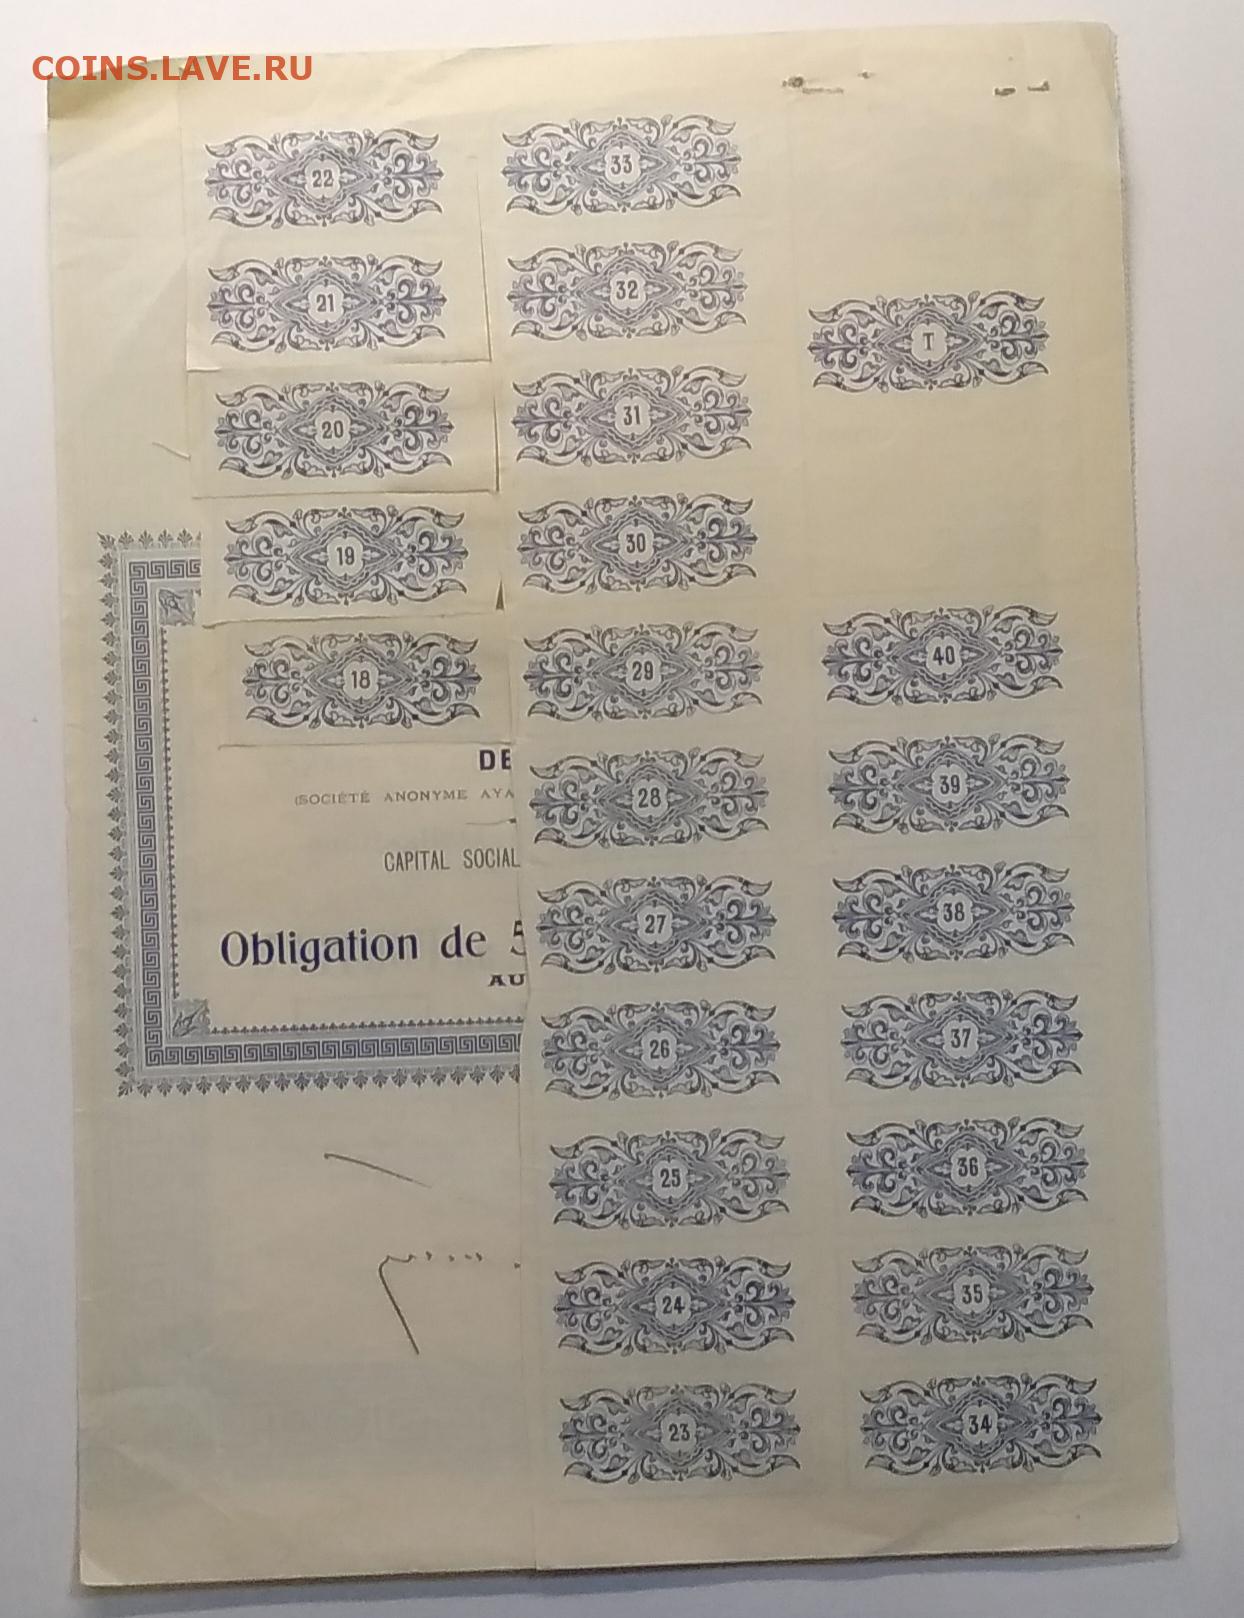 COINS.LAVE.RU
22 33
21 32 T
20 31
19 30
18 29 40
DE
(SOCIÉTÉ ANONYME AYA
28 39
CAPITAL SOCIAL
27 38
Obligation de 5
AU
26 37
25 36
24 35
23 34